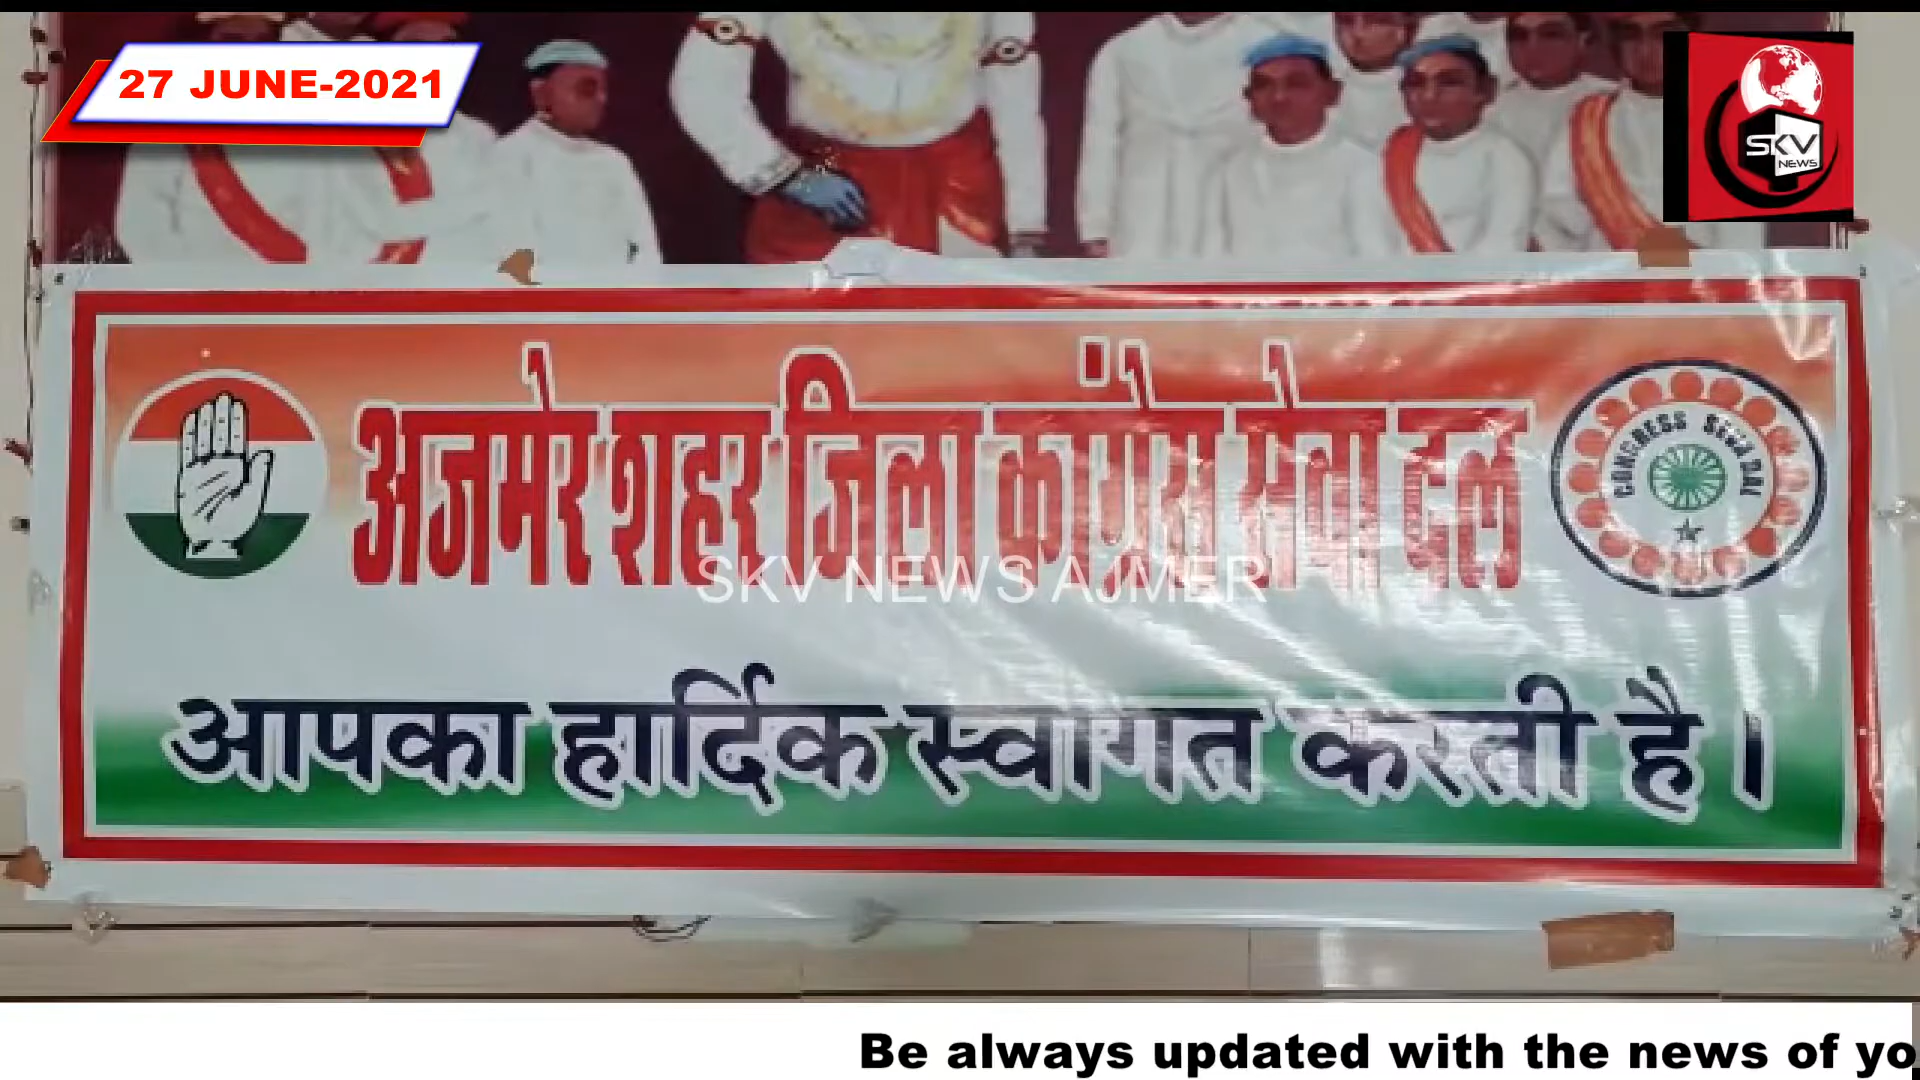 27 JUNE-2021
SKV
NEWS
अजमेर शहर जिला कांग्रेस सेवा दल
CONGRESS SEWA DAL
SKV NEWS AJMER
आपका हार्दिक स्वागत करती है।
Be always updated with the news of yo